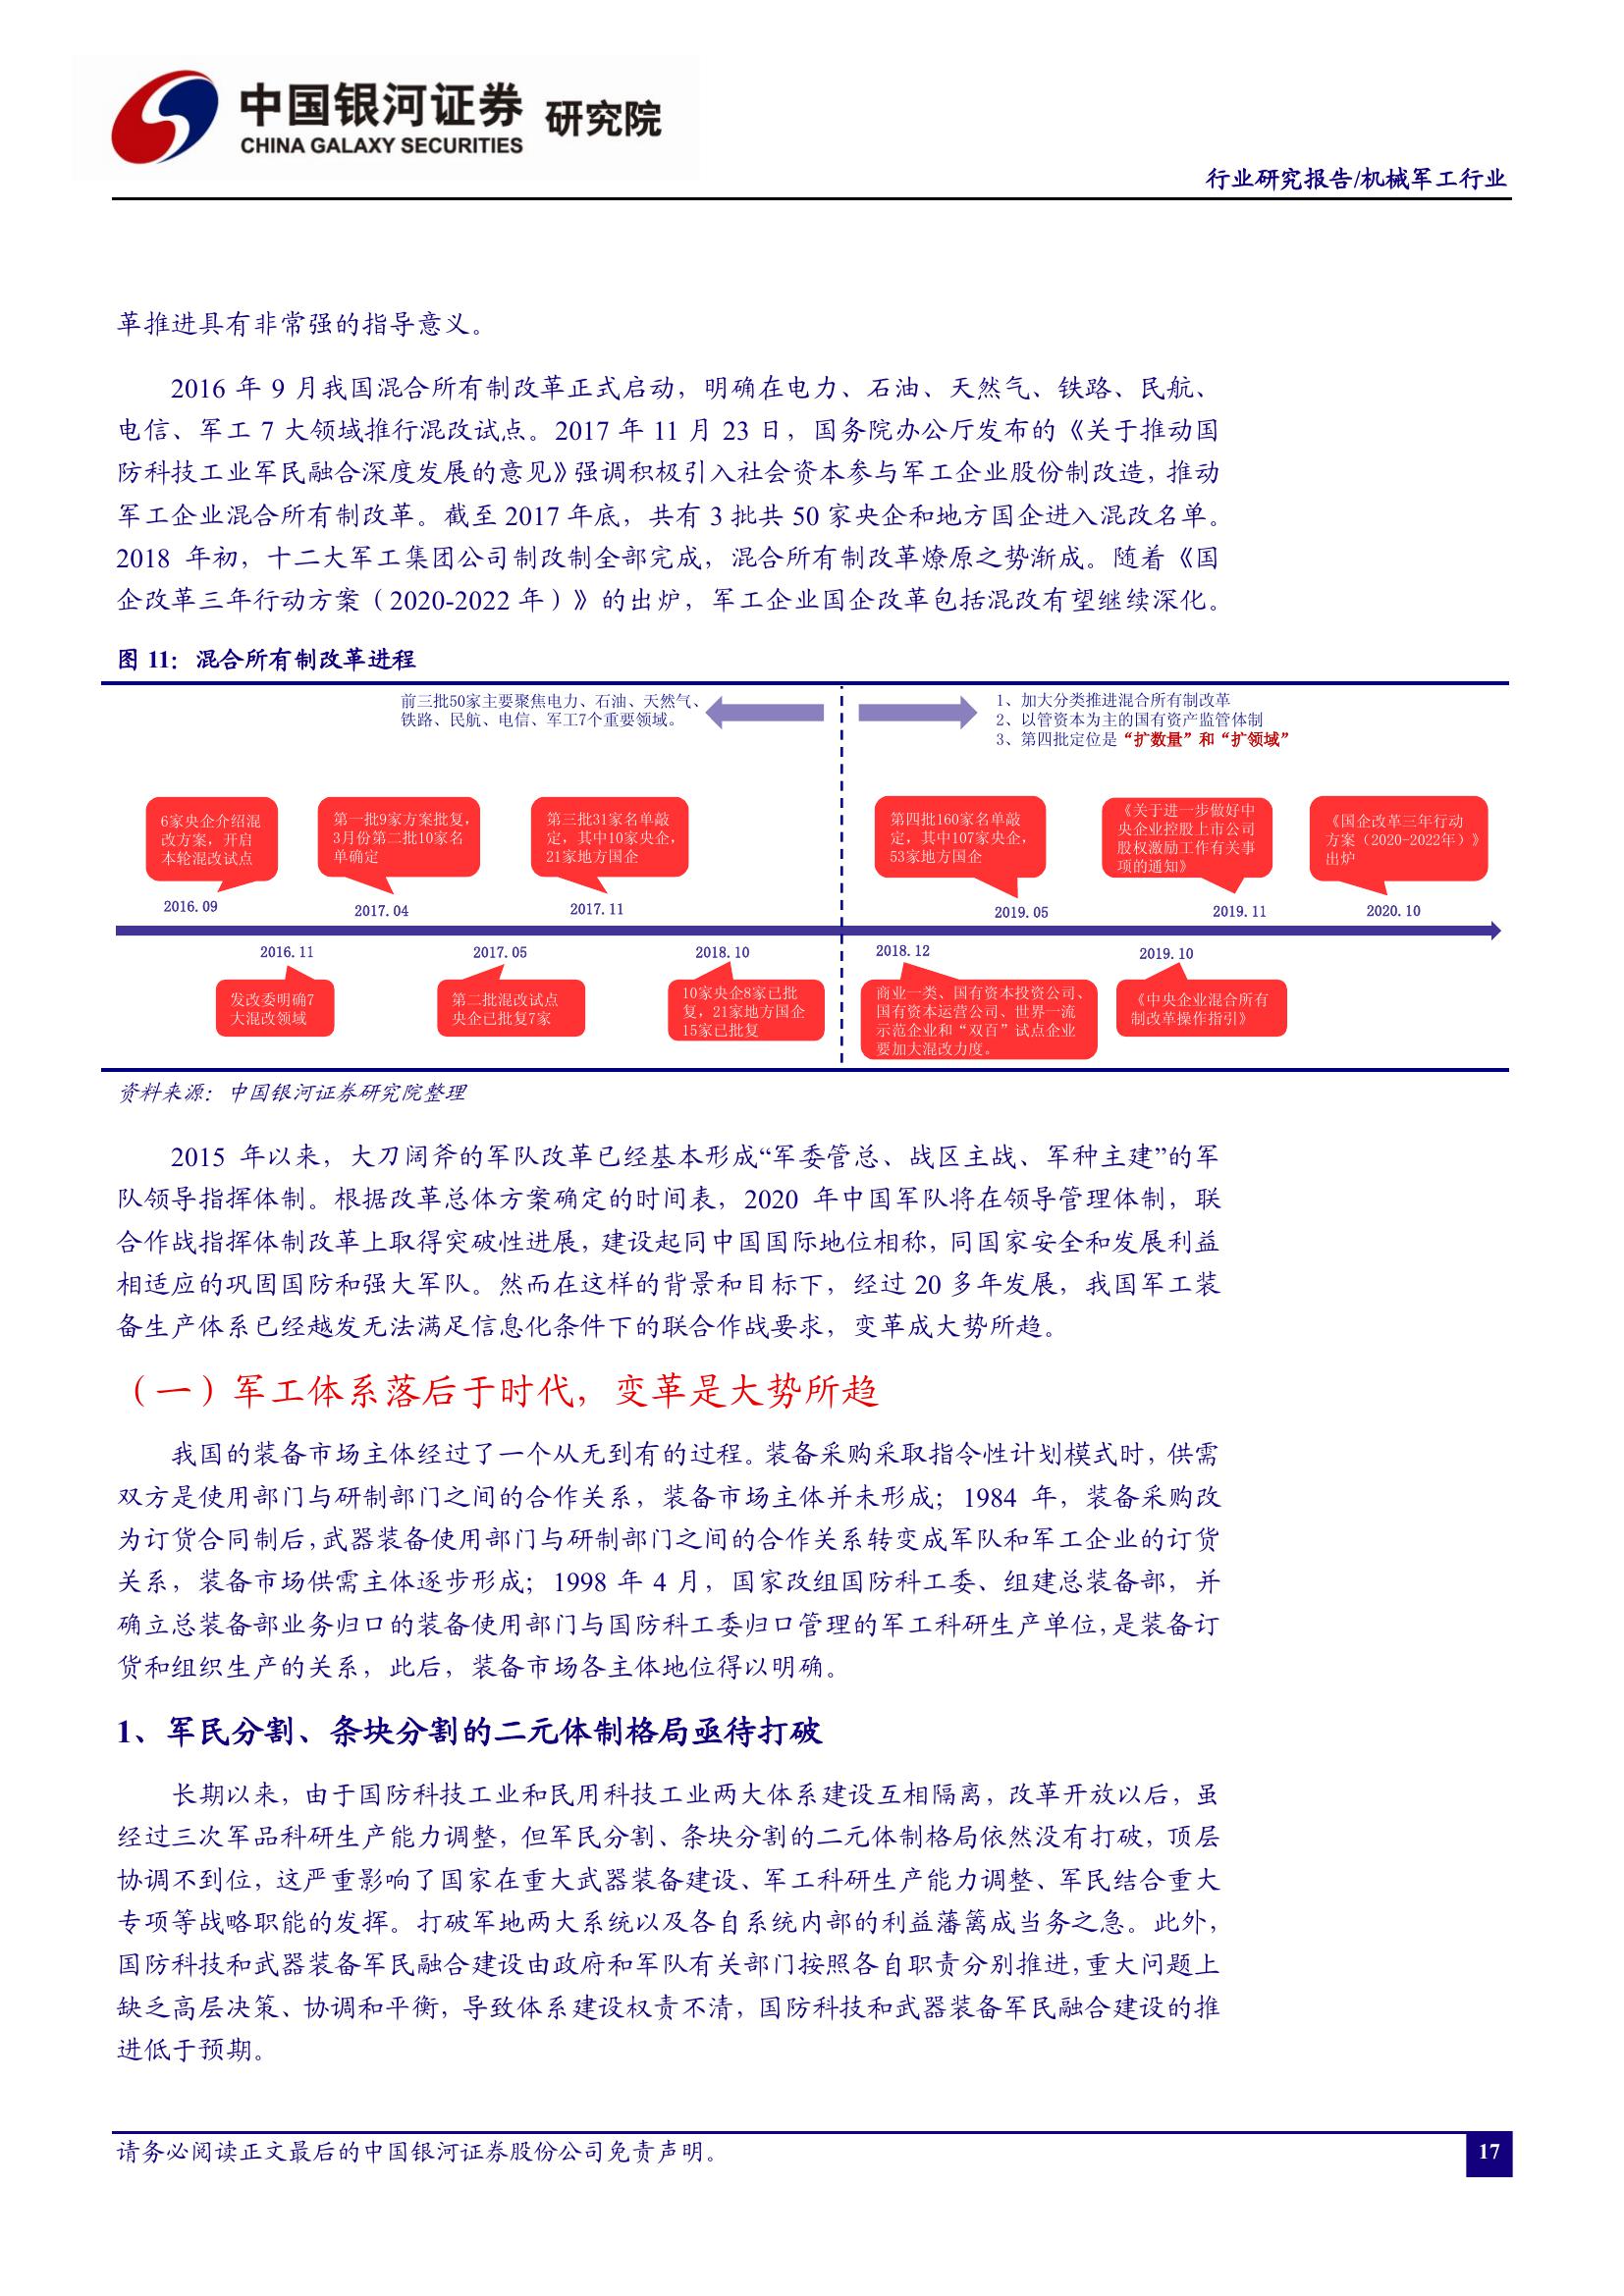 中国银河证券 研究院
CHINA GALAXY SECURITIES
行业研究报告/机械军工行业
革推进具有非常强的指导意义。
2016 年 9 月我国混合所有制改革正式启动，明确在电力、石油、天然气、铁路、民航、
电信、军工 7 大领域推行混改试点。2017 年 11 月 23 日，国务院办公厅发布的《关于推动国
防科技工业军民融合深度发展的意见》强调积极引入社会资本参与军工企业股份制改造，推动
军工企业混合所有制改革。截至 2017 年底，共有 3 批共 50 家央企和地方国企进入混改名单。
2018 年初，十二大军工集团公司制改制全部完成，混合所有制改革燎原之势渐成。随着《国
企改革三年行动方案（2020-2022 年）》的出炉，军工企业国企改革包括混改有望继续深化。
图 11：混合所有制改革进程
前三批50家主要聚焦电力、石油、天然气、
铁路、民航、电信、军工7个重要领域。
1、加大分类推进混合所有制改革
2、以管资本为主的国有资产监管体制
3、第四批定位是“扩数量”和“扩领域”
6家央企介绍混
改方案，开启
本轮混改试点
第一批9家方案批复，
3月份第二批10家名
单确定
第三批31家名单敲
定，其中10家央企，
21家地方国企
第四批160家名单敲
定，其中107家央企，
53家地方国企
《关于进一步做好中
央企业控股上市公司
股权激励工作有关事
项的通知》
《国企改革三年行动
方案（2020-2022年）》
出炉
2016.09
2017.04
2017.11
2019.05
2019.11
2020.10
2016.11
2017.05
2018.10
2018.12
2019.10
发改委明确7
大混改领域
第二批混改试点
央企已批复7家
10家央企8家已批
复，21家地方国企
15家已批复
商业一类、国有资本投资公司、
国有资本运营公司、世界一流
示范企业和“双百”试点企业
要加大混改力度。
《中央企业混合所有
制改革操作指引》
资料来源：中国银河证券研究院整理
2015 年以来，大刀阔斧的军队改革已经基本形成“军委管总、战区主战、军种主建”的军
队领导指挥体制。根据改革总体方案确定的时间表，2020 年中国军队将在领导管理体制，联
合作战指挥体制改革上取得突破性进展，建设起同中国国际地位相称，同国家安全和发展利益
相适应的巩固国防和强大军队。然而在这样的背景和目标下，经过 20 多年发展，我国军工装
备生产体系已经越发无法满足信息化条件下的联合作战要求，变革成大势所趋。
（一）军工体系落后于时代，变革是大势所趋
我国的装备市场主体经过了一个从无到有的过程。装备采购采取指令性计划模式时，供需
双方是使用部门与研制部门之间的合作关系，装备市场主体并未形成；1984 年，装备采购改
为订货合同制后，武器装备使用部门与研制部门之间的合作关系转变成军队和军工企业的订货
关系，装备市场供需主体逐步形成；1998 年 4 月，国家改组国防科工委、组建总装备部，并
确立总装备部业务归口的装备使用部门与国防科工委归口管理的军工科研生产单位，是装备订
货和组织生产的关系，此后，装备市场各主体地位得以明确。
1、军民分割、条块分割的二元体制格局亟待打破
长期以来，由于国防科技工业和民用科技工业两大体系建设互相隔离，改革开放以后，虽
经过三次军品科研生产能力调整，但军民分割、条块分割的二元体制格局依然没有打破，顶层
协调不到位，这严重影响了国家在重大武器装备建设、军工科研生产能力调整、军民结合重大
专项等战略职能的发挥。打破军地两大系统以及各自系统内部的利益藩篱成当务之急。此外，
国防科技和武器装备军民融合建设由政府和军队有关部门按照各自职责分别推进，重大问题上
缺乏高层决策、协调和平衡，导致体系建设权责不清，国防科技和武器装备军民融合建设的推
进低于预期。
请务必阅读正文最后的中国银河证券股份公司免责声明。
17